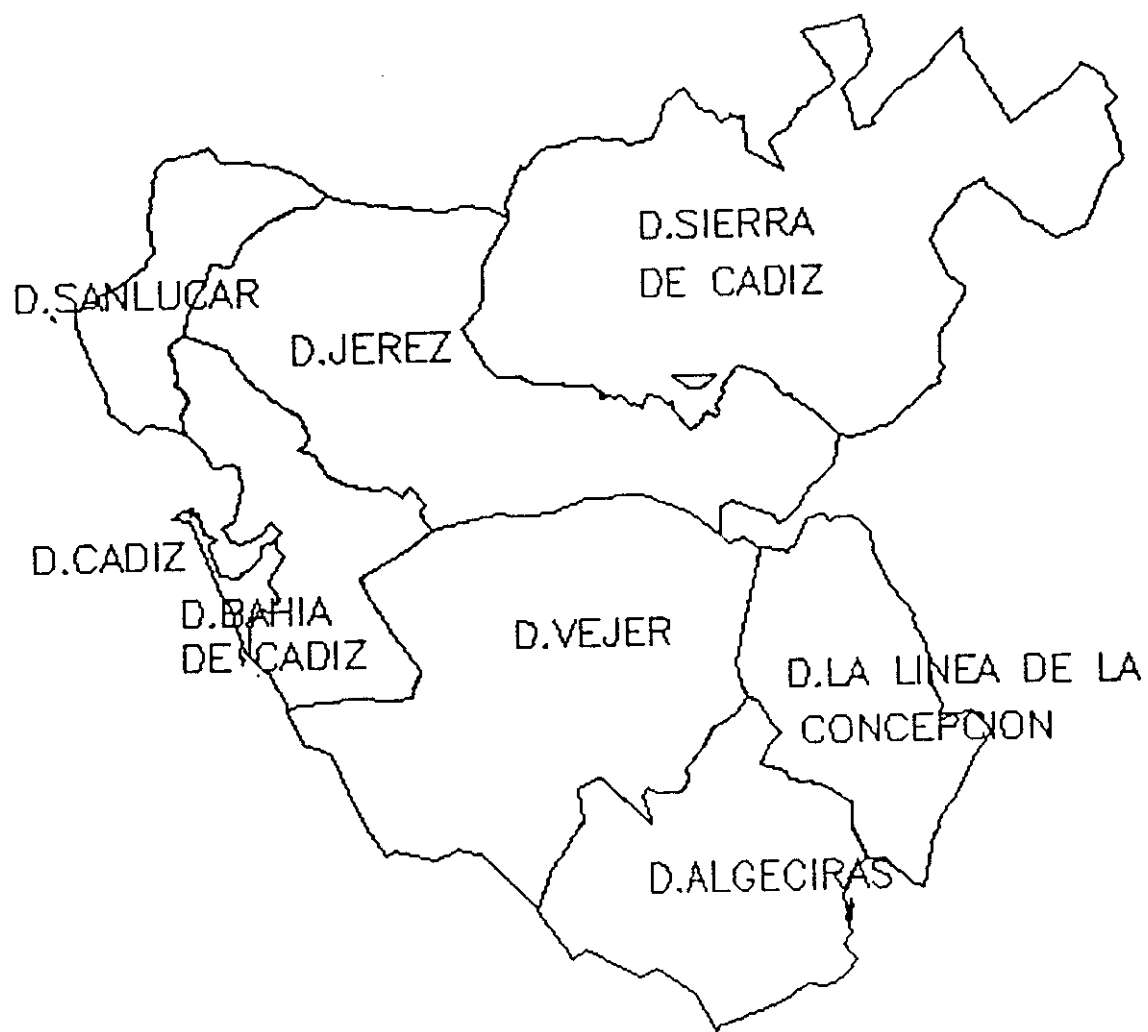 D.SIERRA
DE CADIZ
D.SANLUCAR
D.JEREZ
D.CADIZ
D.BAHIA
DE CADIZ
D.VEJER
D.LA LINEA DE LA
CONCEPCION
D.ALGECIRAS